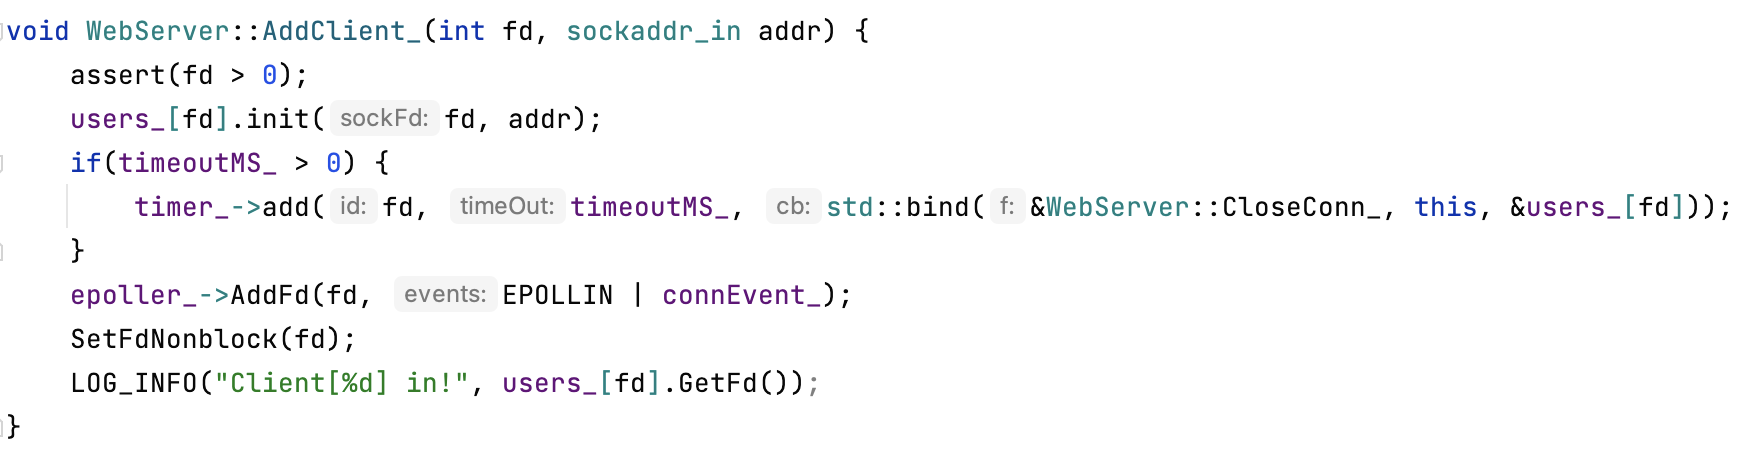 void WebServer::AddClient_(int fd, sockaddr_in addr) {
    assert(fd > 0);
    users_[fd].init( sockFd: fd, addr);
    if(timeoutMS_ > 0) {
        timer_->add( id: fd, timeOut: timeoutMS_, cb: std::bind( f: &WebServer::CloseConn_, this, &users_[fd]));
    }
    epoller_->AddFd(fd, events: EPOLLIN | connEvent_);
    SetFdNonblock(fd);
    LOG_INFO("Client[%d] in!", users_[fd].GetFd());
}